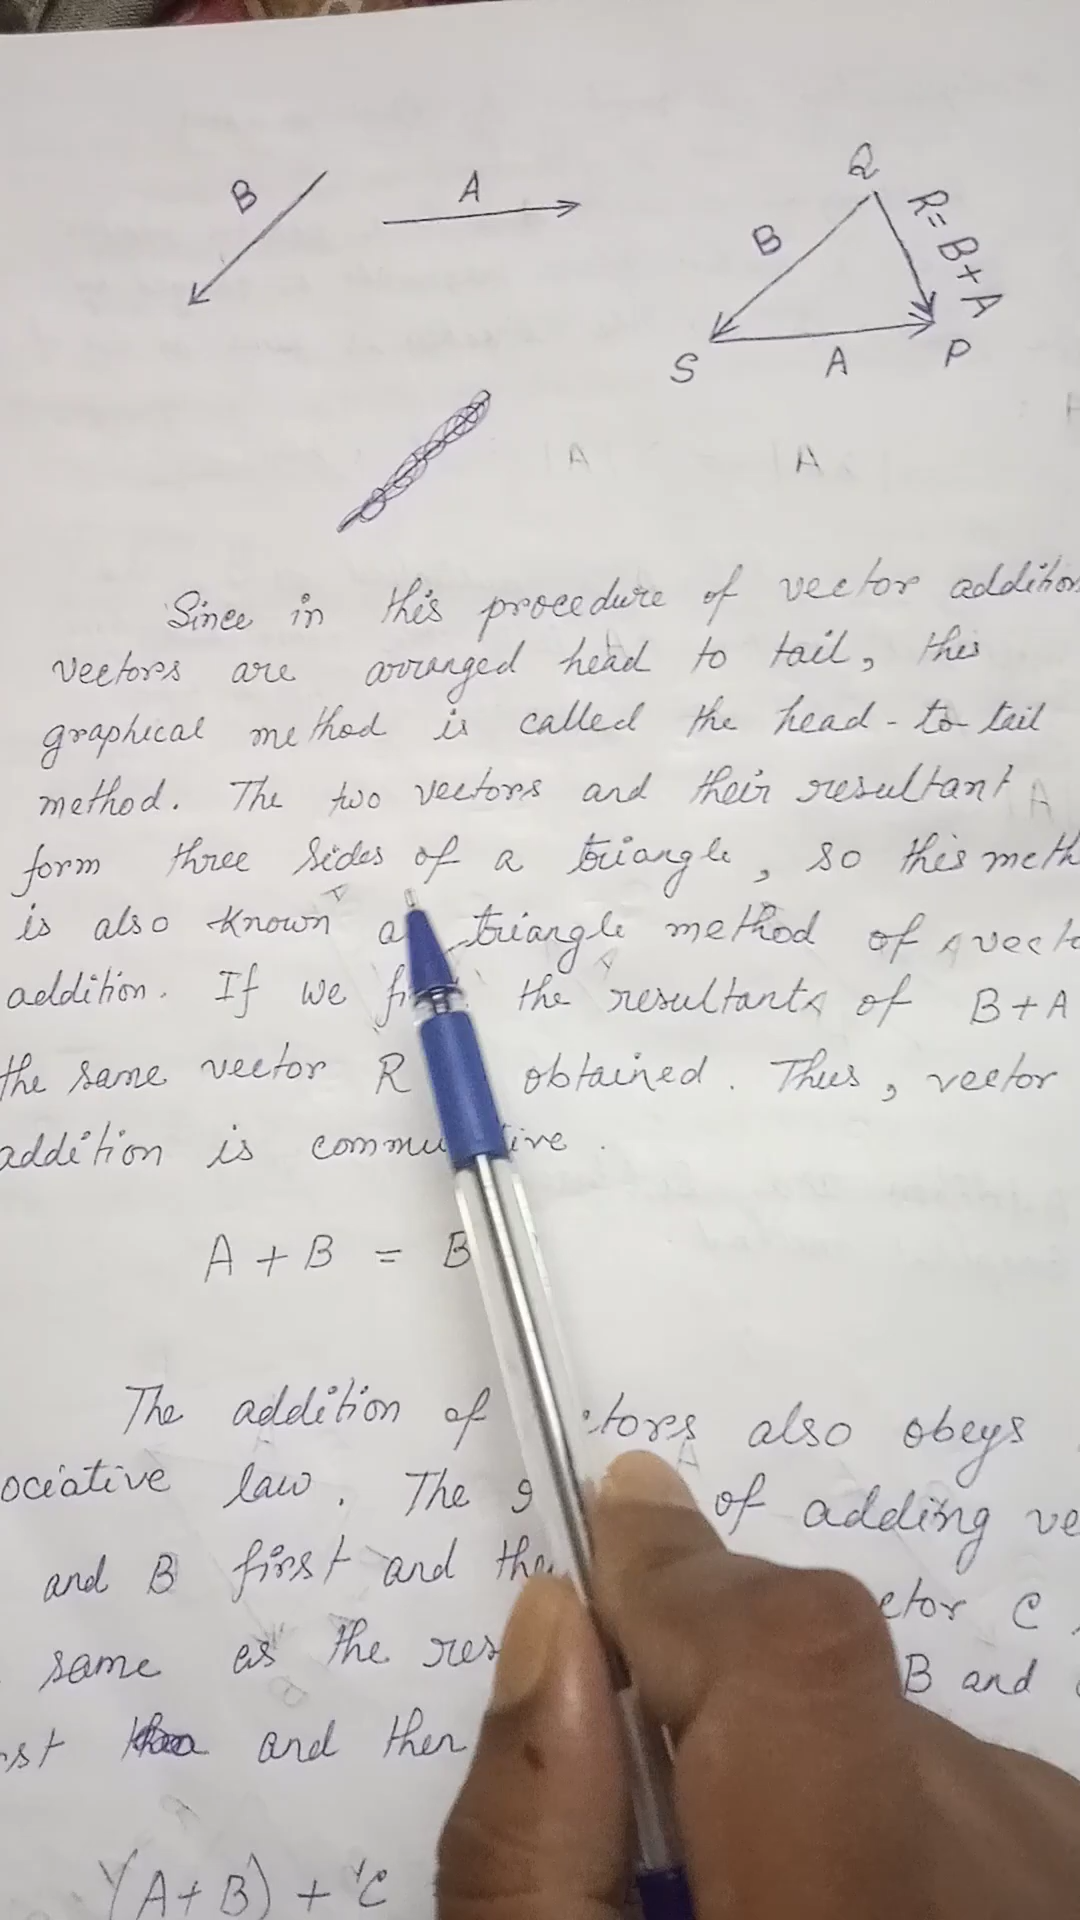 B
A
Q
B
R = B + A
S
A
P
Since in this procedure of vector addition
vectors are arranged head to tail, this
graphical method is called the head - to tail
method. The two vectors and their resultant
form three sides of a triangle, so this meth
is also known a triangle method of vecto
addition. If we the resultants of B + A
the same vector R obtained. Thus, vector
addition is commu ive.
A + B = B
The addition of tors also obeys
ociative law. The of adding ve
and B first and the ctor C
same as the res B and
st and then
(A + B) + C